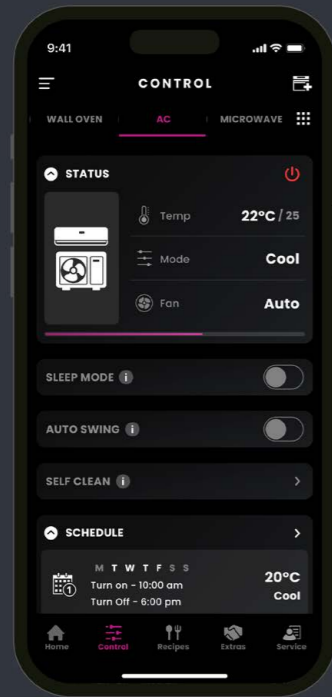 9:41
CONTROL
WALL OVEN AC MICROWAVE
STATUS
Temp 22°C / 25
Mode Cool
Fan Auto
SLEEP MODE i
AUTO SWING i
SELF CLEAN i
SCHEDULE
M T W T F S S
1
Turn on - 10:00 am
Turn Off - 6:00 pm
20°C
Cool
Home Control Recipes Extras Service